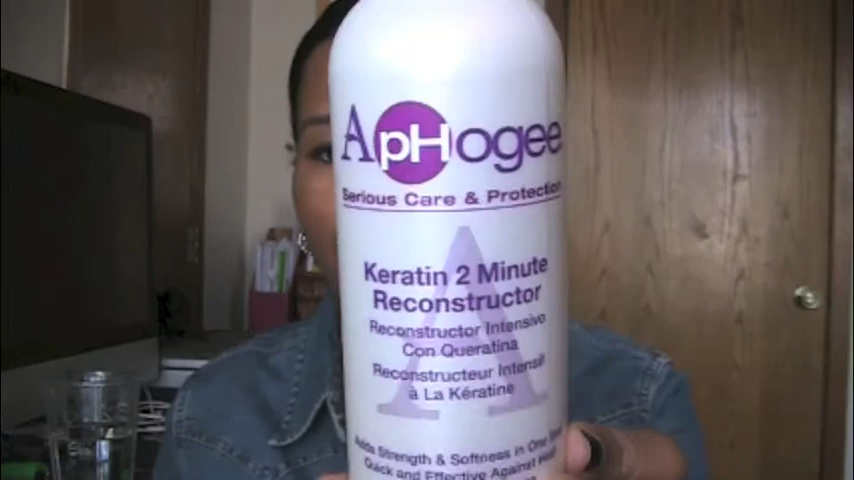 ApHogee
Serious Care & Protection
Keratin 2 Minute
Reconstructor
Reconstructor Intensivo
Con Queratina
Reconstructeur Intensif
à La Kératine
Adds Strength & Softness in One
Quick and Effective Against